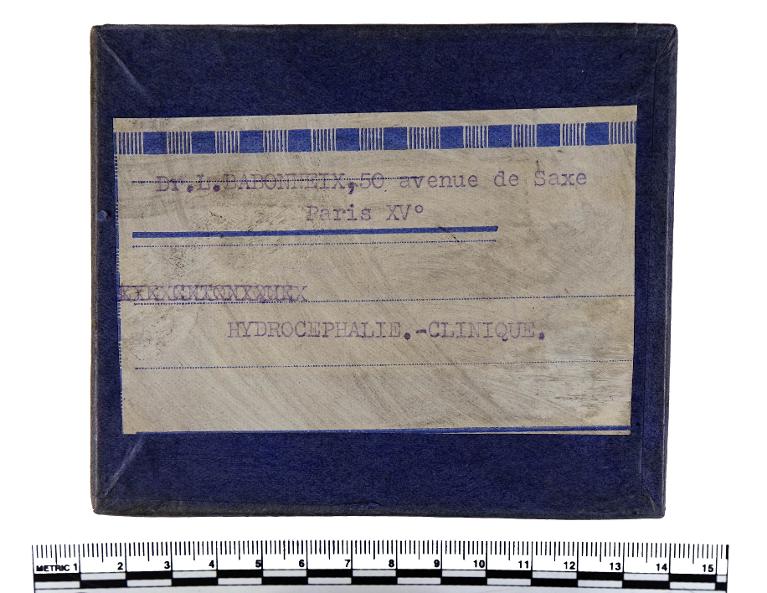 Dr.L.BABONNEIX,50 avenue de Saxe
Paris XV°
HYDROCEPHALIE.-CLINIQUE.
METRIC 1 2 3 4 5 6 7 8 9 10 11 12 13 14 15